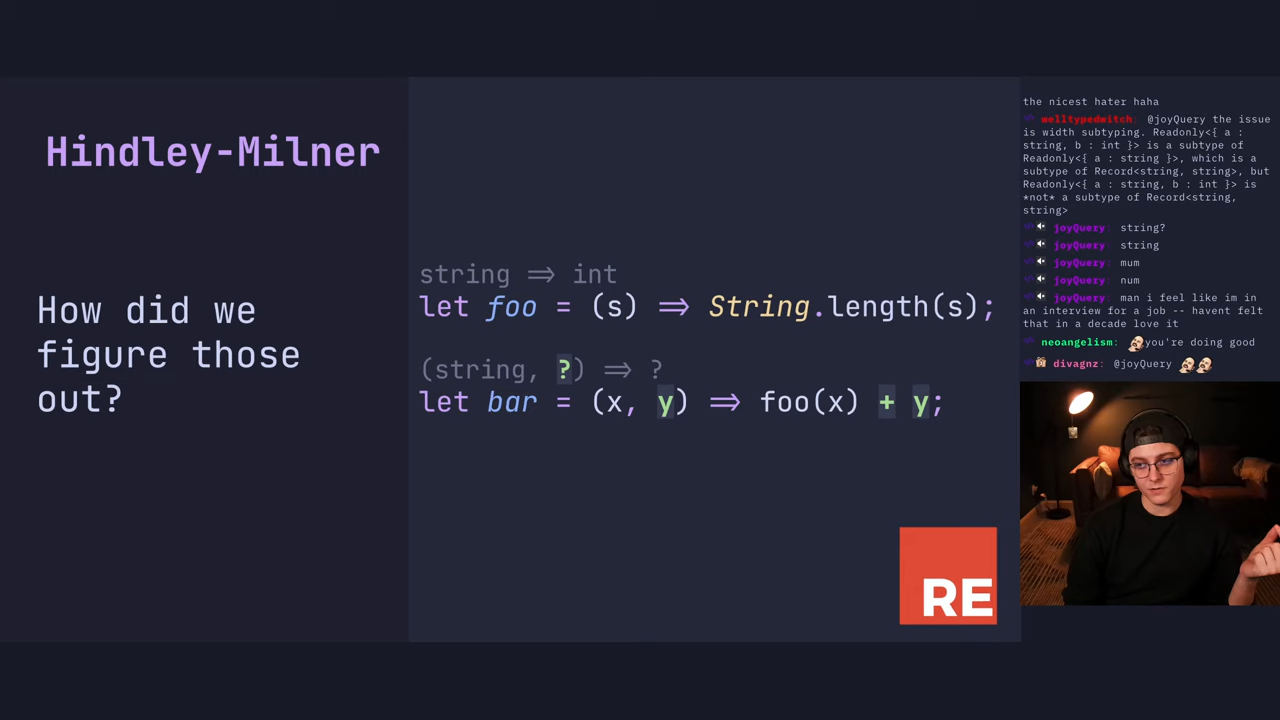 Hindley-Milner
How did we
figure those
out?
string => int
let foo = (s) => String.length(s);
(string, ?) => ?
let bar = (x, y) => foo(x) + y;
RE
the nicest hater haha
welltypedwitch: @joyQuery the issue
is width subtyping. Readonly<{ a :
string, b : int }> is a subtype of
Readonly<{ a : string }>, which is a
subtype of Record<string, string>, but
Readonly<{ a : string, b : int }> is
*not* a subtype of Record<string,
string>
joyQuery: string?
joyQuery: string
joyQuery: mum
joyQuery: num
joyQuery: man i feel like im in
an interview for a job -- havent felt
that in a decade love it
neoangelism: you're doing good
divagnz: @joyQuery